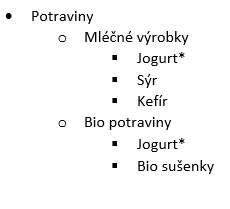 • Potraviny
o Mléčné výrobky
▪ Jogurt*
▪ Sýr
▪ Kefír
o Bio potraviny
▪ Jogurt*
▪ Bio sušenky